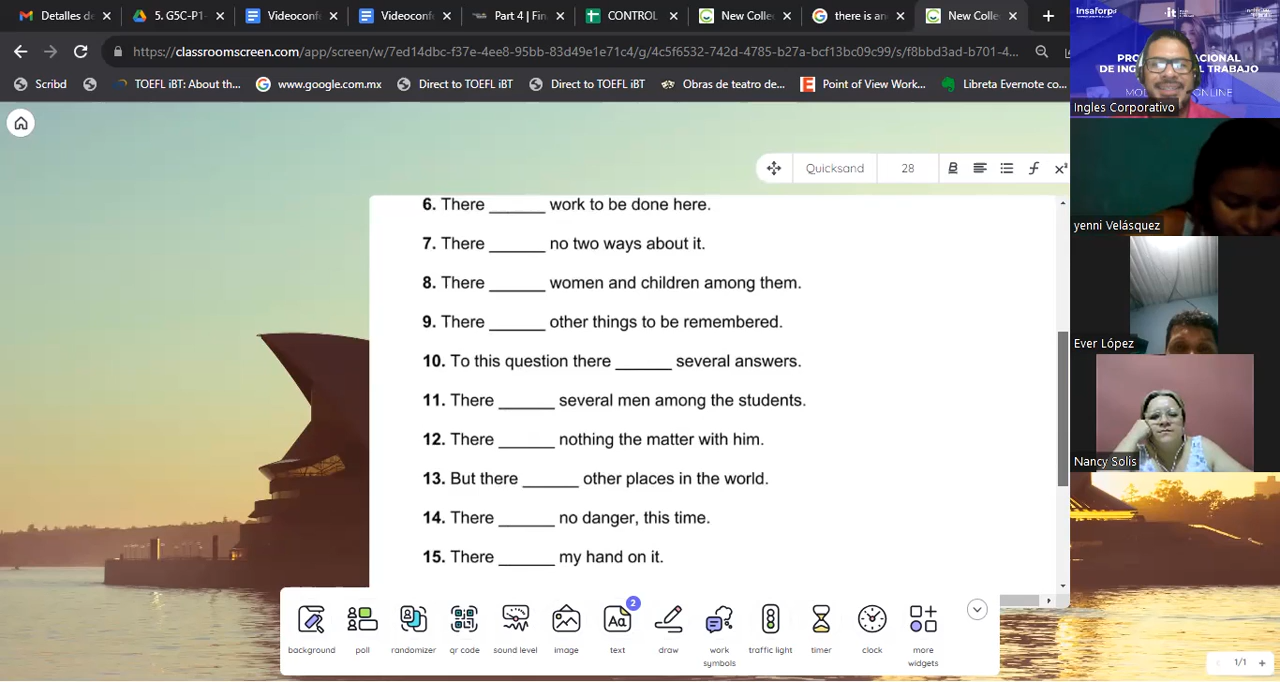 Detalles de
5. G5C-P1-
Videoconfe
Videoconf
Part 4 | Fin
CONTROL
New Colle
there is an
New Colle
https://classroomscreen.com/app/screen/w/7ed14dbc-f37e-4ee8-95bb-83d49e1e71c4/g/4c5f6532-742d-4785-b27a-bcf13bc09c99/s/f8bbd3ad-b701-4...
Scribd
TOEFL iBT: About th...
www.google.com.mx
Direct to TOEFL iBT
Direct to TOEFL iBT
Obras de teatro de...
Point of View Work...
Libreta Evernote co...
Insaforp
Ingles Corporativo
yenni Velásquez
Ever López
Nancy Solis
Quicksand 28 B
6. There ______ work to be done here.
7. There ______ no two ways about it.
8. There ______ women and children among them.
9. There ______ other things to be remembered.
10. To this question there ______ several answers.
11. There ______ several men among the students.
12. There ______ nothing the matter with him.
13. But there ______ other places in the world.
14. There ______ no danger, this time.
15. There ______ my hand on it.
2
background
poll
randomizer
qr code
sound level
image
text
draw
work symbols
traffic light
timer
clock
more widgets
1/1